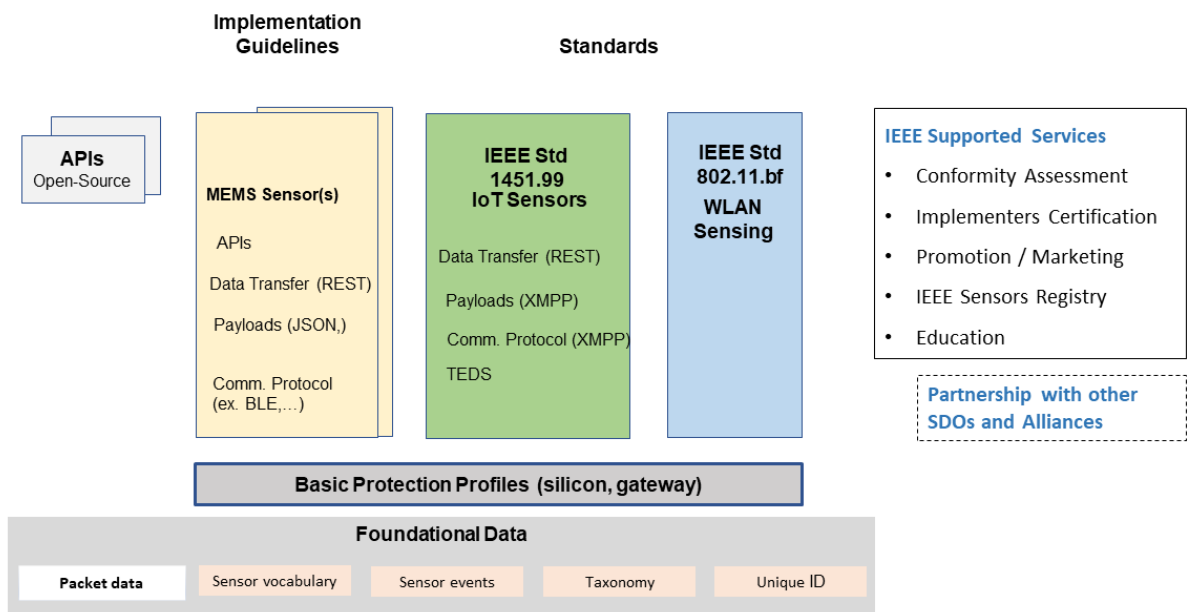 Implementation
Guidelines
Standards
APIs
Open-Source
MEMS Sensor(s)
APIs
Data Transfer (REST)
Payloads (JSON,)
Comm. Protocol
(ex. BLE,…)
IEEE Std
1451.99
IoT Sensors
Data Transfer (REST)
Payloads (XMPP)
Comm. Protocol (XMPP)
TEDS
IEEE Std
802.11.bf
WLAN
Sensing
IEEE Supported Services
• Conformity Assessment
• Implementers Certification
• Promotion / Marketing
• IEEE Sensors Registry
• Education
Partnership with other
SDOs and Alliances
Basic Protection Profiles (silicon, gateway)
Foundational Data
Packet data
Sensor vocabulary
Sensor events
Taxonomy
Unique ID